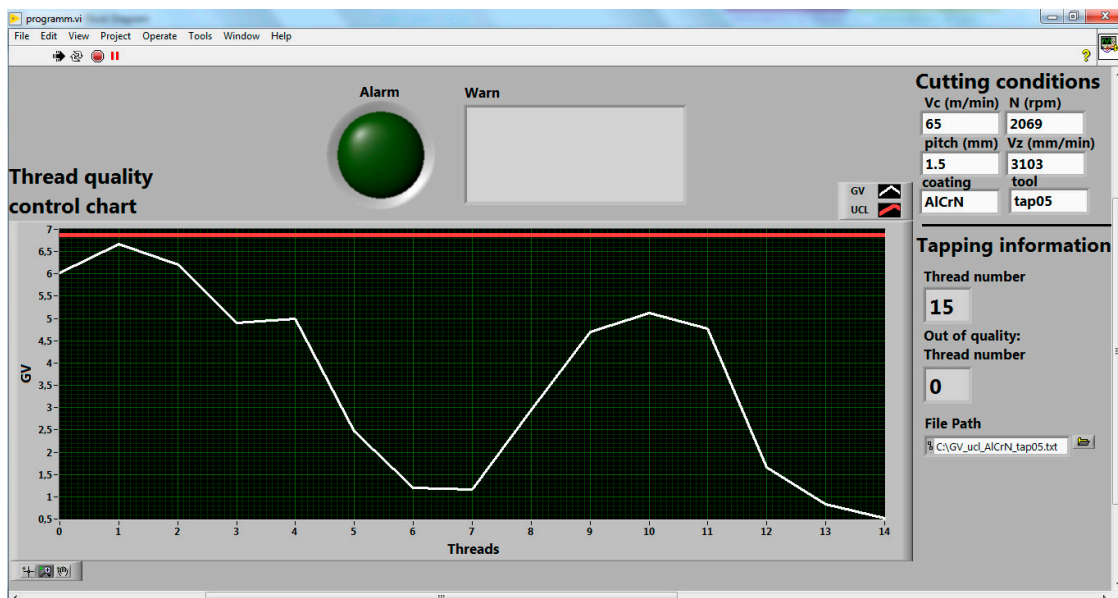 programm.vi
File Edit View Project Operate Tools Window Help
Alarm
Warn
Thread quality
control chart
GV
UCL
7
6,5
6
5,5
5
4,5
4
3,5
3
2,5
2
1,5
1
0,5
GV
0 1 2 3 4 5 6 7 8 9 10 11 12 13 14
Threads
Cutting conditions
Vc (m/min) N (rpm)
65 2069
pitch (mm) Vz (mm/min)
1.5 3103
coating tool
AlCrN tap05
Tapping information
Thread number
15
Out of quality:
Thread number
0
File Path
C:\GV_ucl_AlCrN_tap05.txt